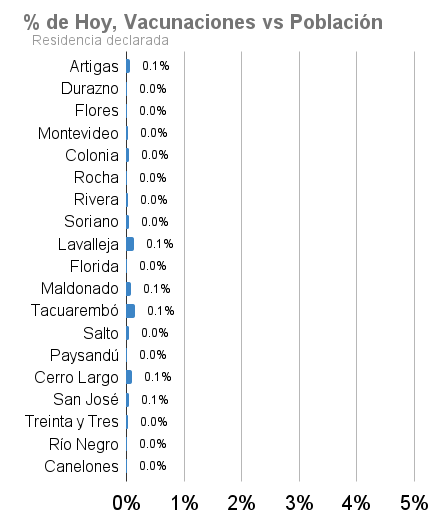 % de Hoy, Vacunaciones vs Población
Residencia declarada
Artigas 0.1%
Durazno 0.0%
Flores 0.0%
Montevideo 0.0%
Colonia 0.0%
Rocha 0.0%
Rivera 0.0%
Soriano 0.0%
Lavalleja 0.1%
Florida 0.0%
Maldonado 0.1%
Tacuarembó 0.1%
Salto 0.0%
Paysandú 0.0%
Cerro Largo 0.1%
San José 0.1%
Treinta y Tres 0.0%
Río Negro 0.0%
Canelones 0.0%
0% 1% 2% 3% 4% 5%